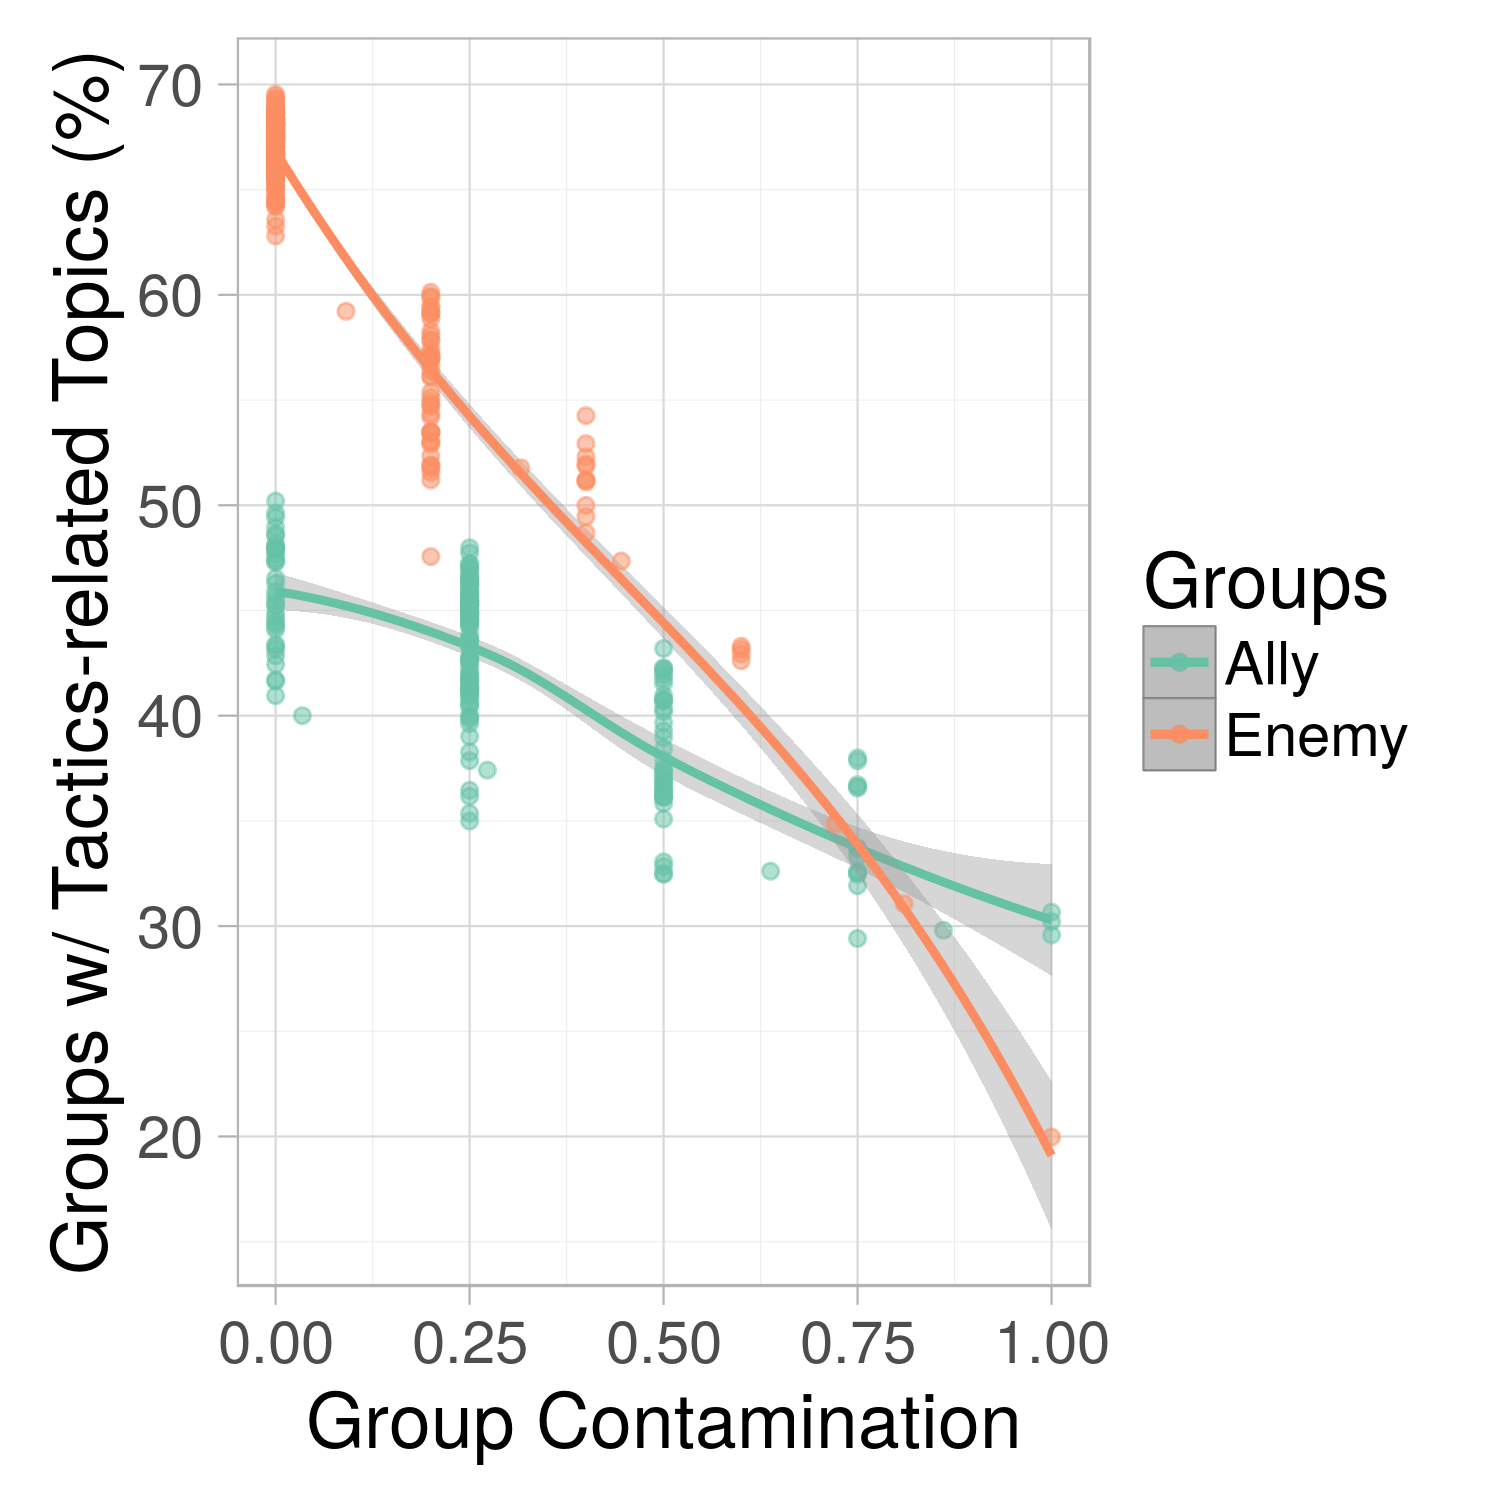 Groups w/ Tactics-related Topics (%)
70
60
50
40
30
20
0.00 0.25 0.50 0.75 1.00
Group Contamination
Groups
Ally
Enemy